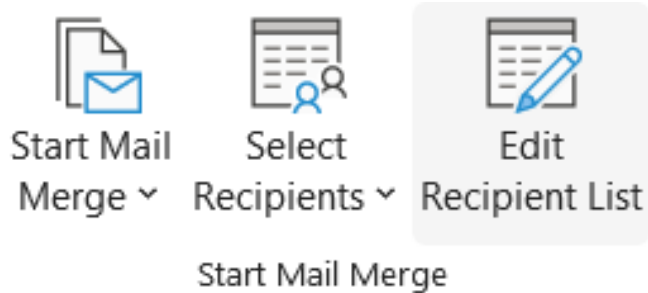 Start Mail
Merge
Select
Recipients
Edit
Recipient List
Start Mail Merge